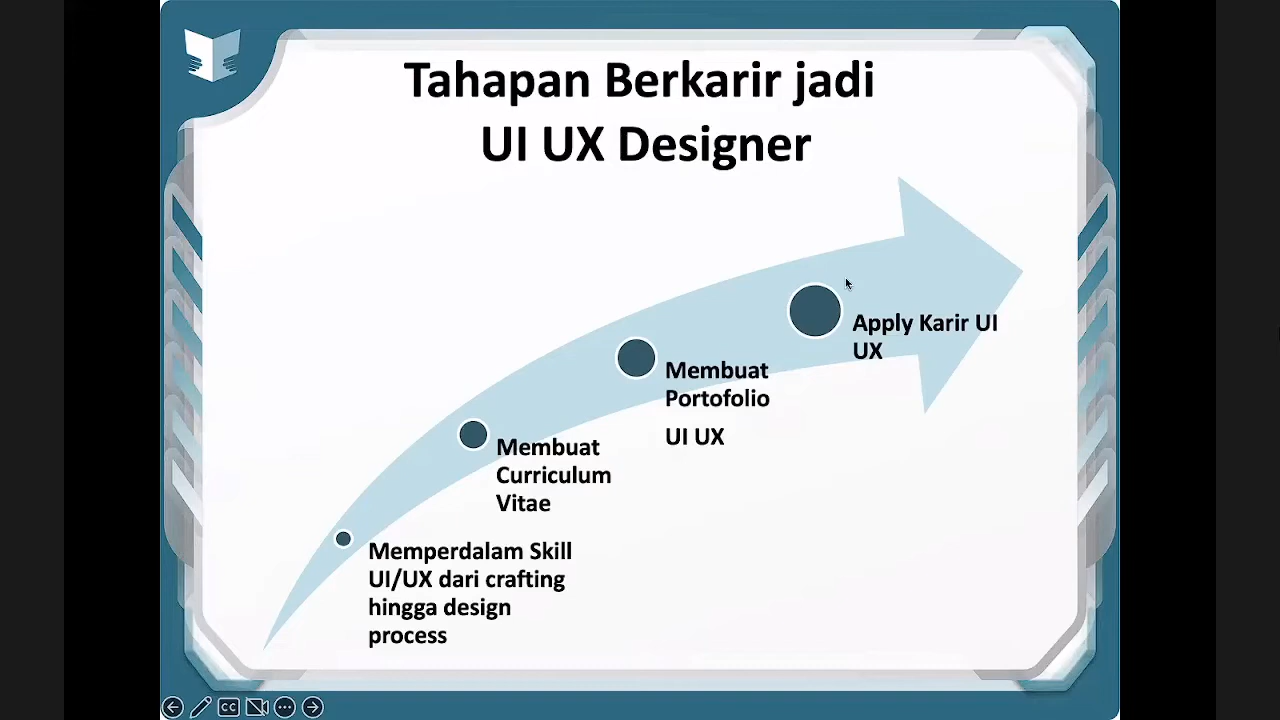 Tahapan Berkarir jadi
UI UX Designer
Apply Karir UI
UX
Membuat
Portofolio
UI UX
Membuat
Curriculum
Vitae
Memperdalam Skill
UI/UX dari crafting
hingga design
process
CC